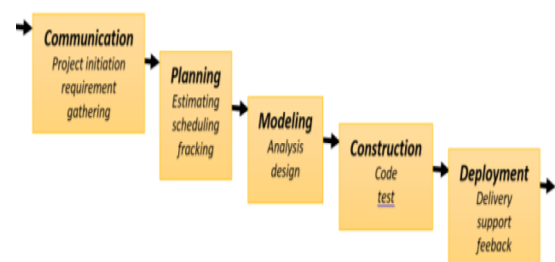 Communication
Project initiation
requirement
gathering
Planning
Estimating
scheduling
fracking
Modeling
Analysis
design
Construction
Code
test
Deployment
Delivery
support
feeback